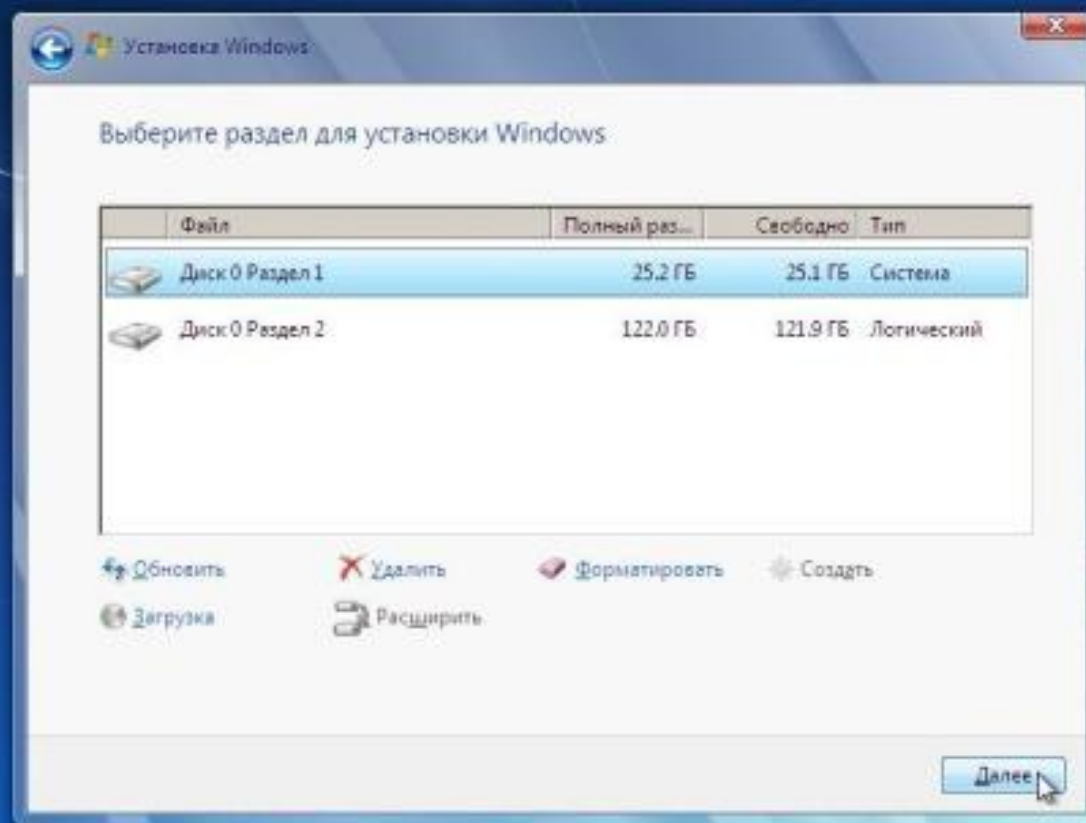 Установка Windows
Выберите раздел для установки Windows
Файл Полный раз... Свободно Тип
Диск 0 Раздел 1 25.2 ГБ 25.1 ГБ Система
Диск 0 Раздел 2 122.0 ГБ 121.9 ГБ Логический
Обновить Удалить Форматировать Создать
Загрузка Расширить
Далее